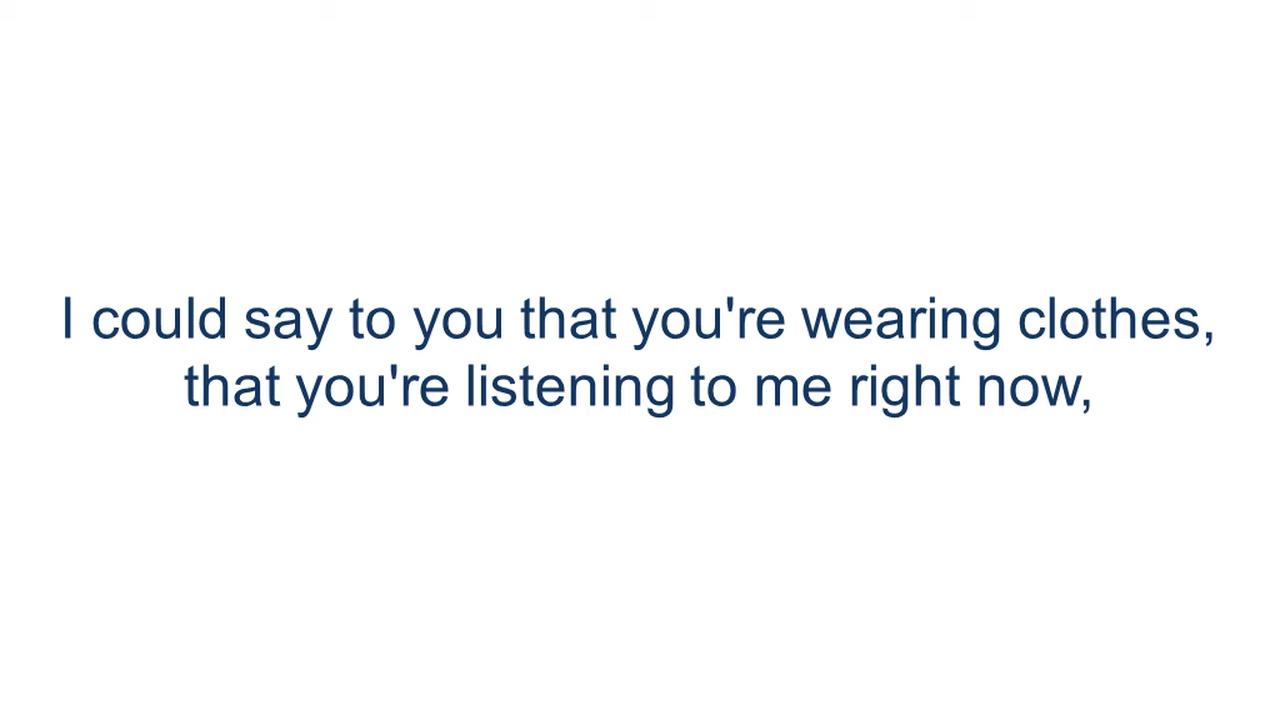 I could say to you that you're wearing clothes,
that you're listening to me right now,